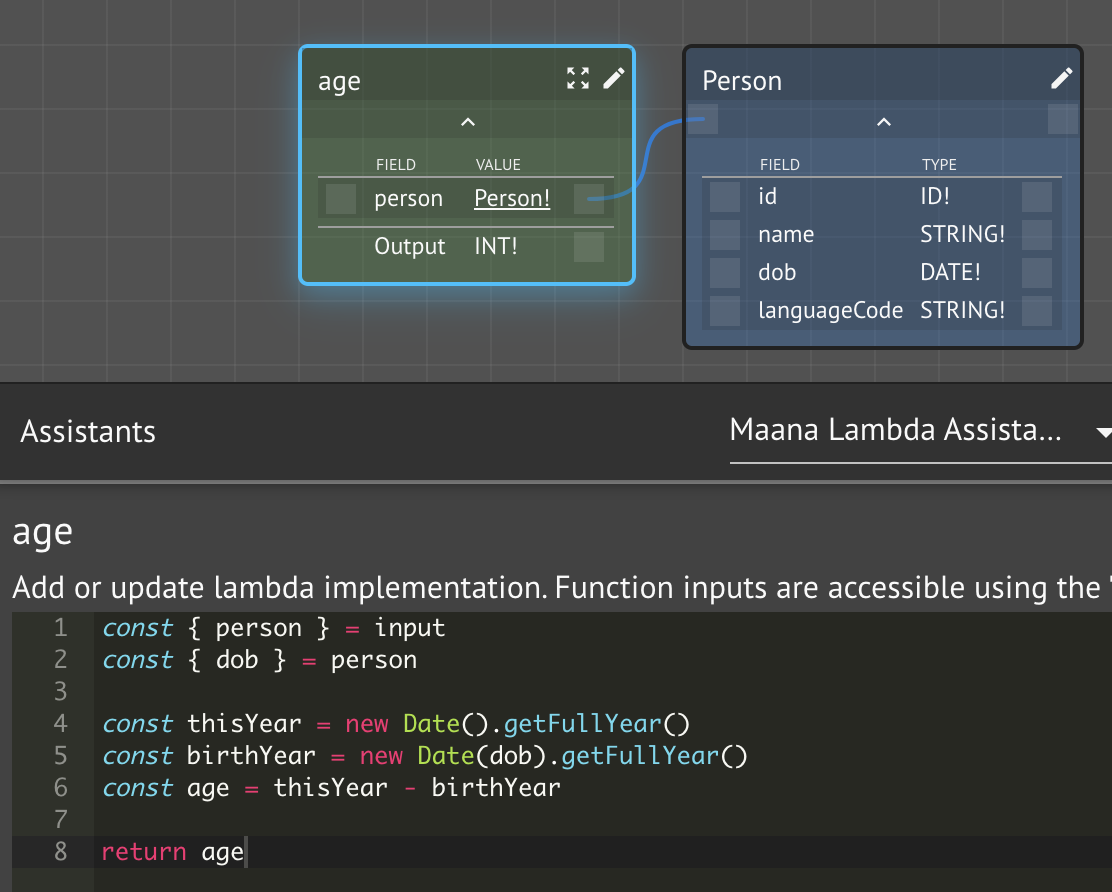 age
Person
FIELD VALUE
person Person!
Output INT!
FIELD TYPE
id ID!
name STRING!
dob DATE!
languageCode STRING!
Assistants
Maana Lambda Assista...
age
Add or update lambda implementation. Function inputs are accessible using the
1 const { person } = input
2 const { dob } = person
3
4 const thisYear = new Date().getFullYear()
5 const birthYear = new Date(dob).getFullYear()
6 const age = thisYear - birthYear
7
8 return age